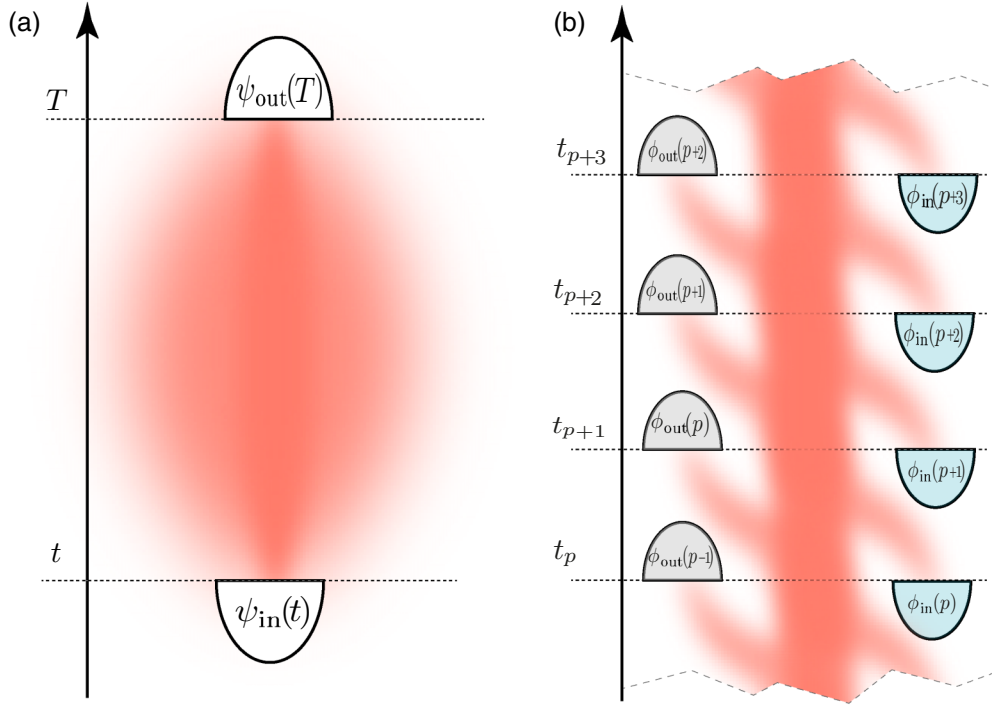 (a)
ψout(T)
T
t
ψin(t)
(b)
tp+3
ϕout(p+2)
ϕin(p+3)
tp+2
ϕout(p+1)
ϕin(p+2)
tp+1
ϕout(p)
ϕin(p+1)
tp
ϕout(p−1)
ϕin(p)